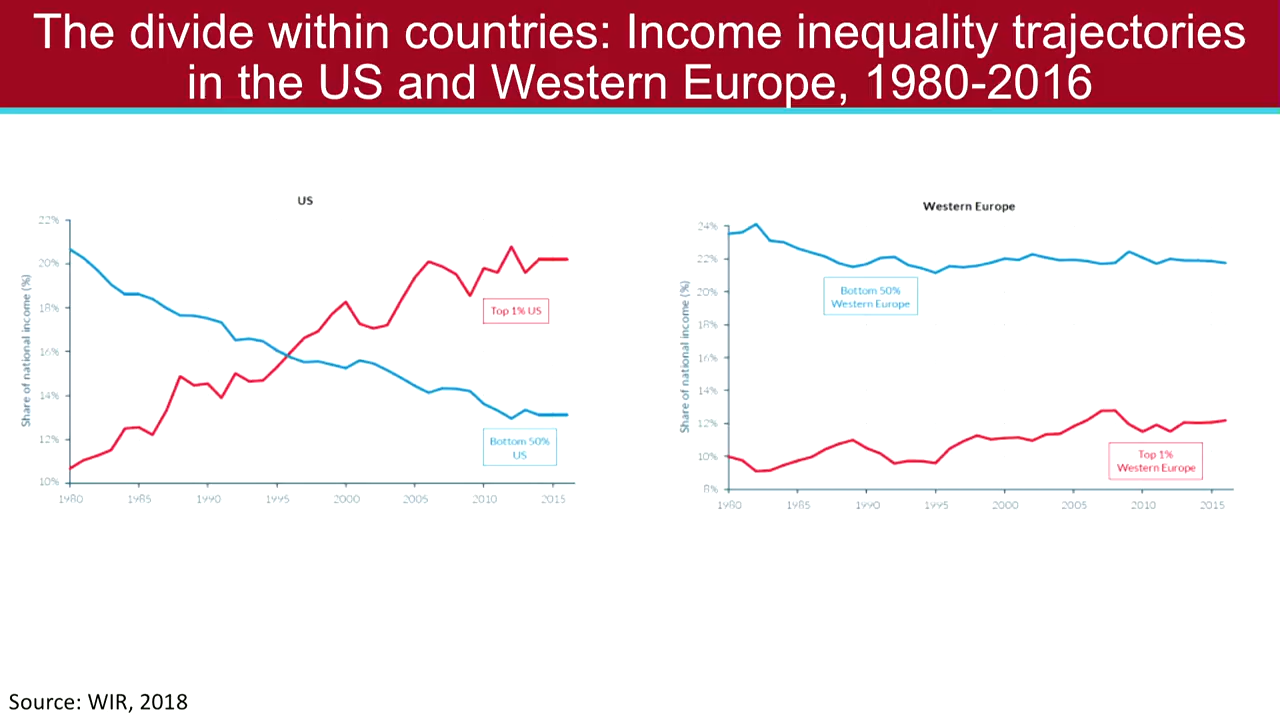 The divide within countries: Income inequality trajectories
in the US and Western Europe, 1980-2016
US
Share of national income (%)
22%
20%
18%
16%
14%
12%
10%
1980
1985
1990
1995
2000
2005
2010
2015
Top 1% US
Bottom 50%
US
Western Europe
Share of national income (%)
24%
22%
20%
18%
16%
14%
12%
10%
8%
1980
1985
1990
1995
2000
2005
2010
2015
Bottom 50%
Western Europe
Top 1%
Western Europe
Source: WIR, 2018